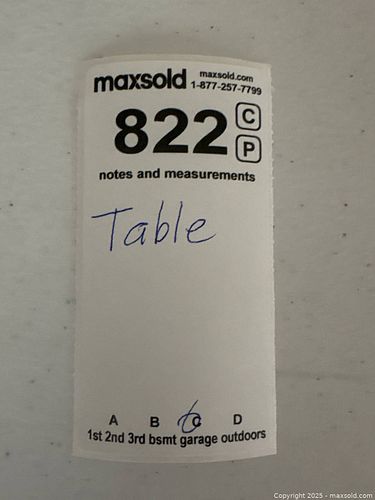 maxsold maxsold.com
1-877-257-7799
822 C
P
notes and measurements
Table
A B C D
1st 2nd 3rd bsmt garage outdoors
Copyright 2025 - maxsold.com